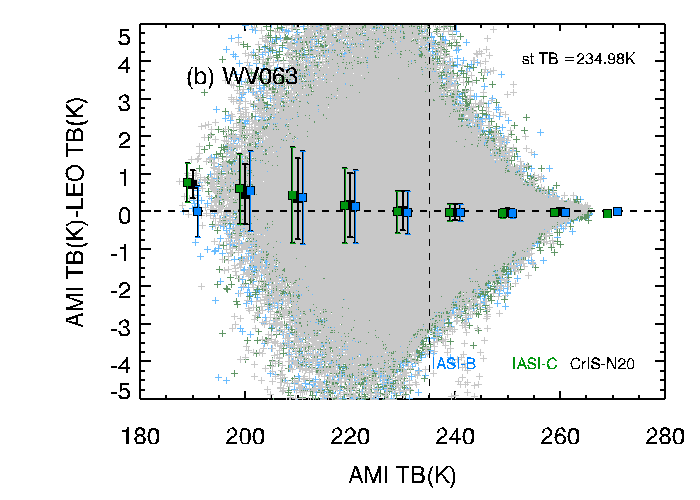 5
4
3
2
1
0
-1
-2
-3
-4
-5
AMI TB(K)-LEO TB(K)
(b) WV063
st TB =234.98K
IASI-B IASI-C CrIS-N20
180 200 220 240 260 280
AMI TB(K)